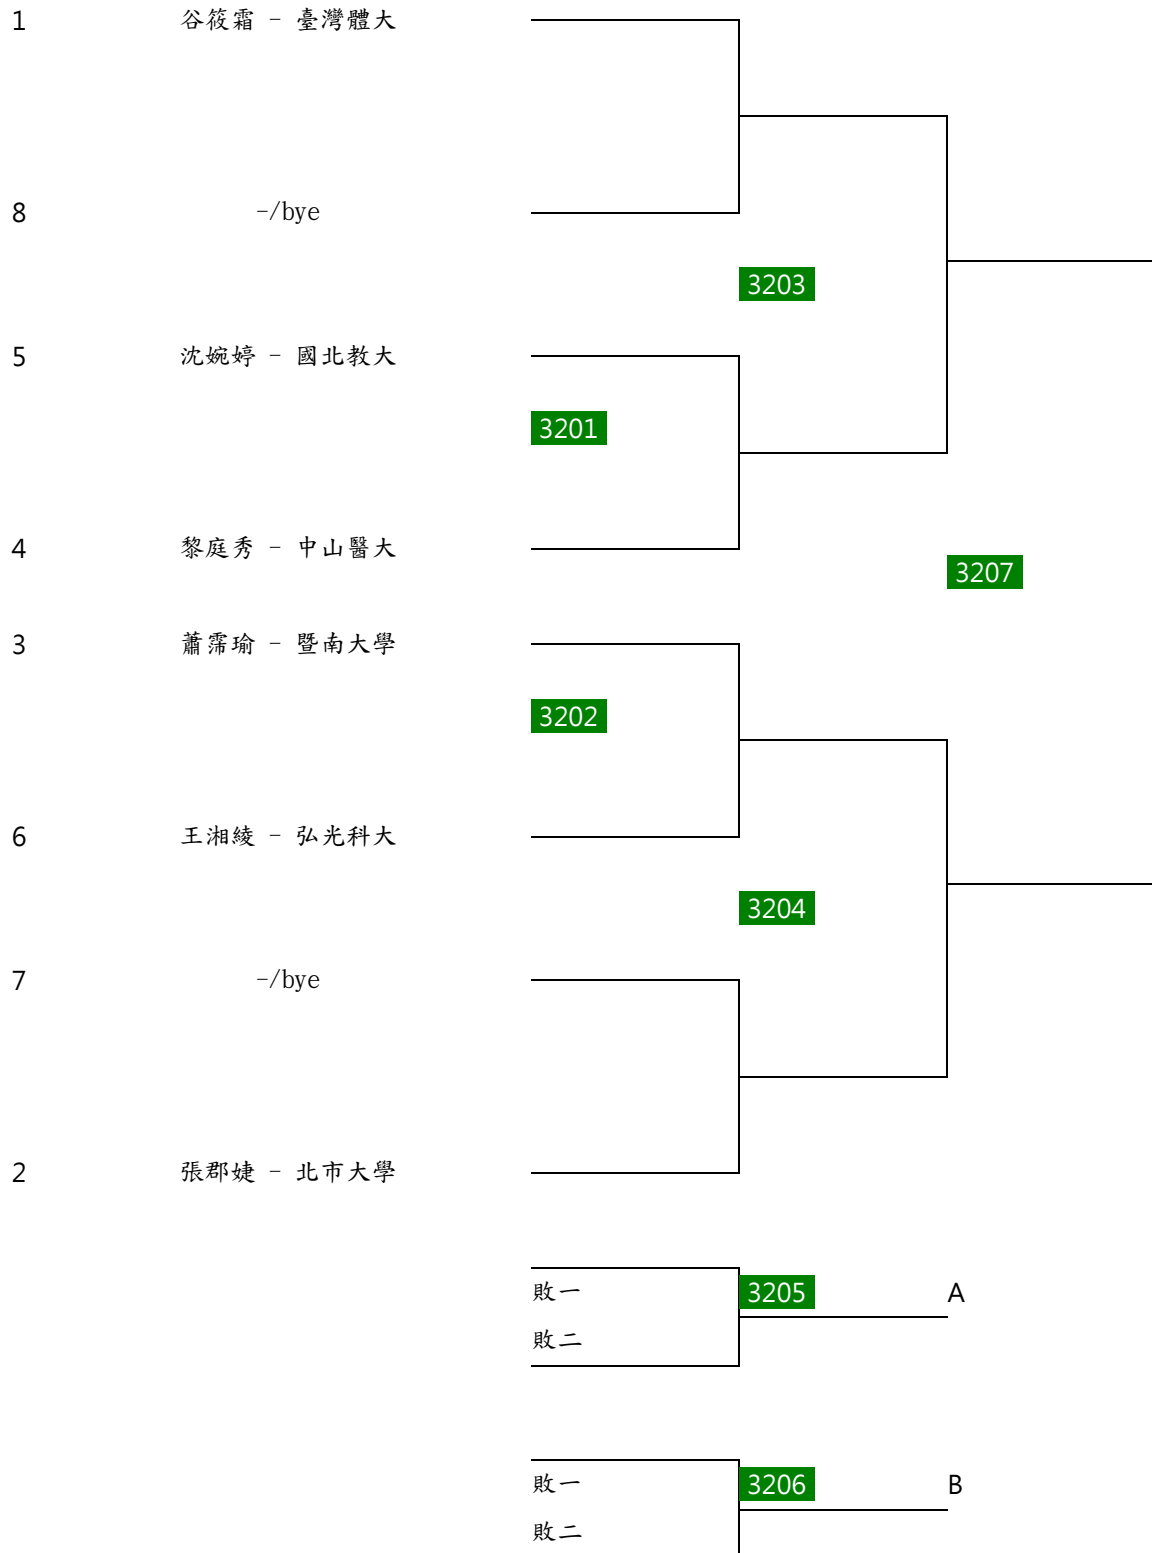 1 谷筱霜 - 臺灣體大
8 -/bye
3203
5 沈婉婷 - 國北教大
3201
4 黎庭秀 - 中山醫大
3207
3 蕭霈瑜 - 暨南大學
3202
6 王湘綾 - 弘光科大
3204
7 -/bye
2 張郡婕 - 北市大學
敗一 3205 A
敗二
敗一 3206 B
敗二